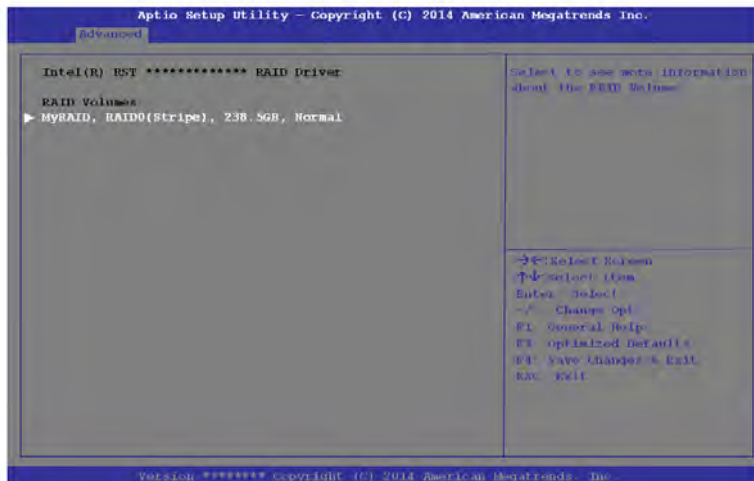 Aptio Setup Utility – Copyright (C) 2014 American Megatrends Inc.
Advanced
Intel(R) RST ************* RAID Driver
RAID Volumes
▶ MyRAID, RAID0(Stripe), 238.5GB, Normal
Select to see more information
about the RAID Volume
→←:Select Screen
↑↓:Select Item
Enter Select
Change Opt
F1 General Help
F3 Optimized Defaults
F4 Save Changes & Exit
ESC Exit
Version ******** Copyright (C) 2014 American Megatrends Inc